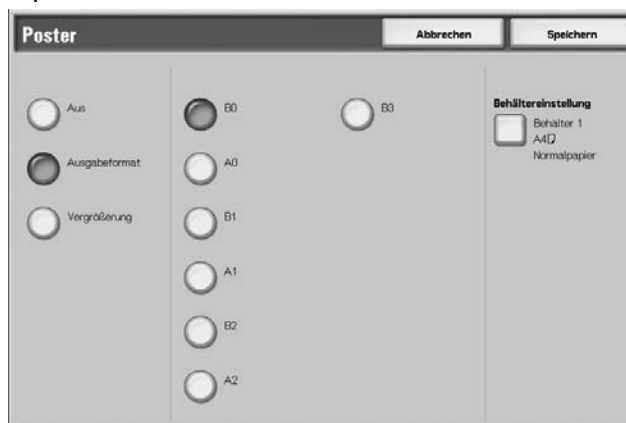 Poster
Abbrechen
Speichern
Aus
Ausgabeformat
Vergrößerung
B0
A0
B1
A1
B2
A2
B3
Behältereinstellung
Behälter 1
A4
Normalpapier